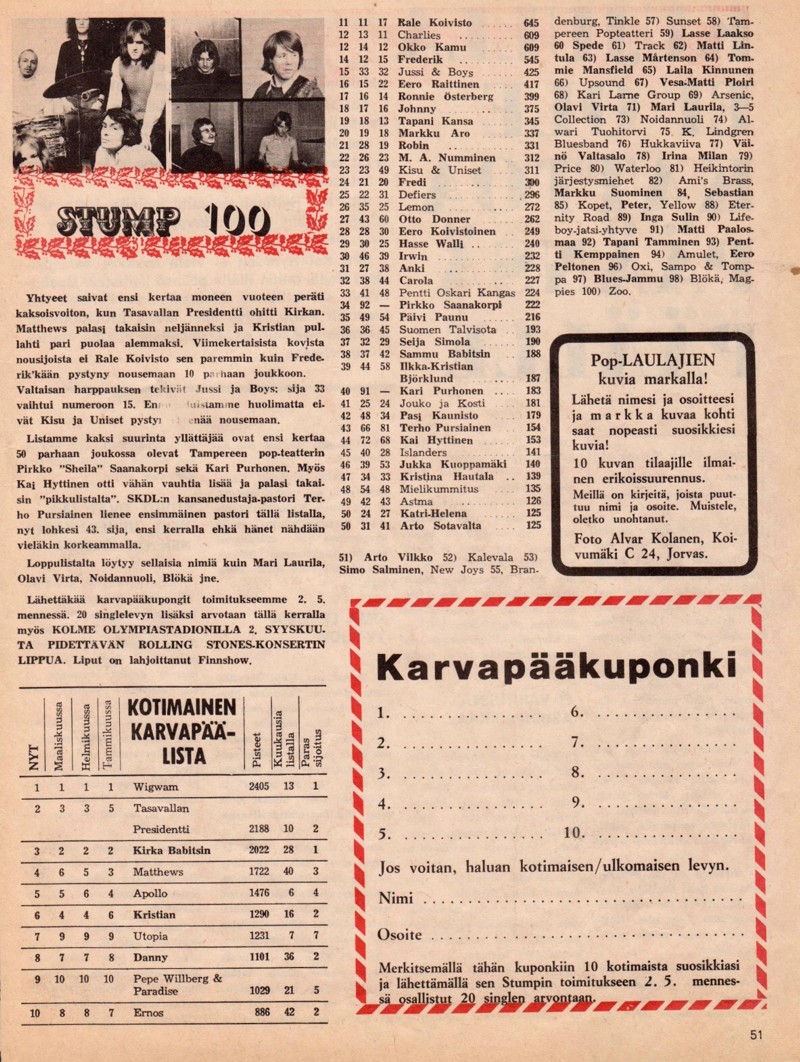 STUMP 100
Yhtyeet saivat ensi kertaa moneen vuoteen peräti
kaksoisvoiton, kun Tasavallan Presidentti ohitti Kirkan.
Matthews palasi takaisin neljänneksi ja Kristian pul-
lahti pari puolaa alemmaksi. Viimekertaisista kovista
nousijoista ei Rale Koivisto sen paremmin kuin Frede-
rik'kään pystyny nousemaan 10 parhaan joukkoon.
Valtaisan harppauksen tekivät Jussi ja Boys: sija 33
vaihtui numeroon 15. huolimatta ei-
vät Kisu ja Uniset enää nousemaan.
Listamme kaksi suurinta yllättäjää ovat ensi kertaa
50 parhaan joukossa olevat Tampereen pop-teatterin
Pirkko "Sheila" Saanakorpi sekä Kari Purhonen. Myös
Kai Hyttinen otti vähän vauhtia lisää ja palasi takai-
sin "pikkulistalta". SKDL:n kansanedustaja-pastori Ter-
ho Pursiainen lienee ensimmäinen pastori tällä listalla,
nyt lohkesi 43. sija, ensi kerralla ehkä hänet nähdään
vieläkin korkeammalla.
Loppulistalta löytyy sellaisia nimiä kuin Mari Laurila,
Olavi Virta, Noidannuoli, Blökä jne.
Lähettäkää karvapääkupongit toimitukseemme 2. 5.
mennessä. 20 singlelevyn lisäksi arvotaan tällä kerralla
myös KOLME OLYMPIASTADIONILLA 2. SYYSKUU-
TA PIDETTÄVÄN ROLLING STONES-KONSERTIN
LIPPUA. Liput on lahjoittanut Finnshow.
NYT Maaliskuussa Helmikuussa Tammikuussa KOTIMAINEN KARVAPÄÄ-LISTA Pisteet Kuukausia listalla Paras sijoitus
1 1 1 1 Wigwam 2405 13 1
2 3 3 5 Tasavallan
Presidentti 2188 10 2
3 2 2 2 Kirka Babitsin 2022 28 1
4 6 5 3 Matthews 1722 40 3
5 5 6 4 Apollo 1476 6 4
6 4 4 6 Kristian 1290 16 2
7 9 9 9 Utopia 1231 7 7
8 7 7 8 Danny 1101 36 2
9 10 10 10 Pepe Willberg &
Paradise 1029 21 5
10 8 8 7 Ernos 886 42 2
11 11 17 Rale Koivisto 645
12 13 11 Charlies 609
12 14 12 Okko Kamu 609
14 12 15 Frederik 545
15 33 32 Jussi & Boys 425
16 15 22 Eero Raittinen 417
17 16 14 Ronnie Österberg 399
18 17 16 Johnny 375
19 18 13 Tapani Kansa 345
20 19 18 Markku Aro 337
21 28 19 Robin 331
22 26 23 M. A. Numminen 312
23 23 49 Kisu & Uniset 311
24 21 20 Fredi 300
25 22 31 Defiers 296
26 35 25 Lemon 272
27 43 60 Otto Donner 262
28 28 30 Eero Koivistoinen 249
29 30 25 Hasse Walli 240
30 46 39 Irwin 232
31 27 38 Anki 228
32 38 44 Carola 227
33 41 48 Pentti Oskari Kangas 224
34 92 — Pirkko Saanakorpi 222
35 49 54 Päivi Paunu 216
36 36 45 Suomen Talvisota 193
37 32 29 Seija Simola 190
38 37 42 Sammu Babitsin 188
39 44 58 Ilkka-Kristian
Björklund 187
40 91 — Kari Purhonen 183
41 25 24 Jouko ja Kosti 181
42 48 34 Pasi Kaunisto 179
43 66 81 Terho Pursiainen 154
44 72 68 Kai Hyttinen 153
45 40 28 Islanders 141
46 39 53 Jukka Kuoppamäki 140
47 34 33 Kristina Hautala 139
48 54 48 Mielikummitus 135
49 42 43 Astma 126
50 24 27 Katri-Helena 125
50 31 41 Arto Sotavalta 125
51) Arto Vilkko 52) Kalevala 53)
Simo Salminen, New Joys 55, Bran-
denburg, Tinkle 57) Sunset 58) Tam-
pereen Popteatteri 59) Lasse Laakso
60 Spede 61) Track 62) Matti Lin-
tula 63) Lasse Mårtenson 64) Tom-
mie Mansfield 65) Laila Kinnunen
66) Upsound 67) Vesa-Matti Ploiri
68) Kari Larne Group 69) Arsenic,
Olavi Virta 71) Mari Laurila, 3—5
Collection 73) Noidannuoli 74) Al-
wari Tuohitorvi 75 K. Lindgren
Bluesband 76) Hukkaviiva 77) Väi-
nö Valtasalo 78) Irina Milan 79)
Price 80) Waterloo 81) Heikintorin
järjestysmiehet 82) Ami's Brass,
Markku Suominen 84, Sebastian
85) Kopet, Peter, Yellow 88) Eter-
nity Road 89) Inga Sulin 90) Life-
boy-jatsi-yhtyve 91) Matti Paalos-
maa 92) Tapani Tamminen 93) Pent-
ti Kemppainen 94) Amulet, Eero
Peltonen 96) Oxi, Sampo & Tomp-
pa 97) Blues-Jammu 98) Blökä, Mag-
pies 100) Zoo.
Pop-LAULAJIEN
kuvia markalla!
Lähetä nimesi ja osoitteesi
ja markka kuvaa kohti
saat nopeasti suosikkiesi
kuvia!
10 kuvan tilaajille ilmai-
nen erikoissuurennus.
Meillä on kirjeitä, joista puut-
tuu nimi ja osoite. Muistele,
oletko unohtanut.
Foto Alvar Kolanen, Koi-
vumäki C 24, Jorvas.
Karvapääkuponki
1. . . . . . . . . . . . . . . . 6. . . . . . . . . . . . . . . .
2. . . . . . . . . . . . . . . . 7. . . . . . . . . . . . . . . .
3. . . . . . . . . . . . . . . . 8. . . . . . . . . . . . . . . .
4. . . . . . . . . . . . . . . . 9. . . . . . . . . . . . . . . .
5. . . . . . . . . . . . . . . . 10. . . . . . . . . . . . . . . .
Jos voitan, haluan kotimaisen/ulkomaisen levyn.
Nimi . . . . . . . . . . . . . . . . . . . . . . . . . . . . . .
Osoite . . . . . . . . . . . . . . . . . . . . . . . . . . . . . .
Merkitsemällä tähän kuponkiin 10 kotimaista suosikkiasi
ja lähettämällä sen Stumpin toimitukseen 2. 5. mennes-
sä osallistut 20 singlen arvontaan.
51